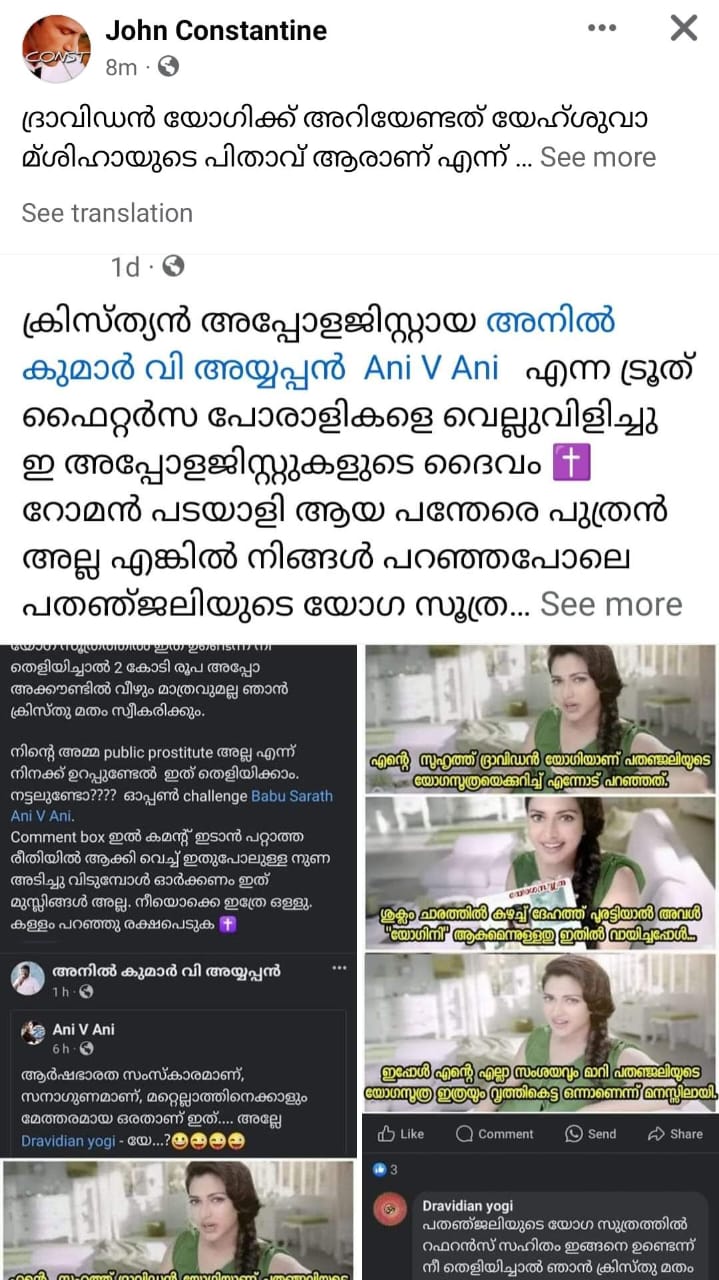 John Constantine
8m
ദ്രാവിഡൻ യോഗിക്ക് അറിയേണ്ടത് യേഹ്ശുവാ
മ്ശിഹായുടെ പിതാവ് ആരാണ് എന്ന് ... See more
See translation
1d
ക്രിസ്ത്യൻ അപ്പോളജിസ്റ്റായ അനിൽ
കുമാർ വി അയ്യപ്പൻ Ani V Ani എന്ന ട്രൂത്
ഫൈറ്റർസ പോരാളികളെ വെല്ലുവിളിച്ചു
ഇ അപ്പോളജിസ്റ്റുകളുടെ ദൈവം ✝️
റോമൻ പടയാളി ആയ പന്തേരെ പുത്രൻ
അല്ല എങ്കിൽ നിങ്ങൾ പറഞ്ഞപോലെ
പതഞ്ജലിയുടെ യോഗ സൂത്ര... See more
തെളിയിച്ചാൽ 2 കോടി രൂപ അപ്പോ
അക്കൗണ്ടിൽ വീഴും മാത്രവുമല്ല ഞാൻ
ക്രിസ്തു മതം സ്വീകരിക്കും.
നിന്റെ അമ്മ public prostitute അല്ല എന്ന്
നിനക്ക് ഉറപ്പുണ്ടേൽ ഇത് തെളിയിക്കാം.
നട്ടലുണ്ടോ???? ഓപ്പൺ challenge Babu Sarath
Ani V Ani.
Comment box ഇൽ കമന്റ് ഇടാൻ പറ്റാത്ത
രീതിയിൽ ആക്കി വെച്ച് ഇതുപോലുള്ള നുണ
അടിച്ചു വിടുമ്പോൾ ഓർക്കണം ഇത്
മുസ്ലിങ്ങൾ അല്ല. നീയൊക്കെ ഇത്രേ ഒള്ളു.
കള്ളം പറഞ്ഞു രക്ഷപെടുക ✝️
അനിൽ കുമാർ വി അയ്യപ്പൻ
1 h
Ani V Ani
6 h
ആർഷഭാരത സംസ്കാരമാണ്,
സനാഗുണമാണ്, മറ്റെല്ലാത്തിനെക്കാളും
മേത്തരമായ ഒരതാണ് ഇത്.... അല്ലേ
Dravidian yogi - യേ...?😀😜😜😜
എന്റെ സുഹൃത്ത് ദ്രാവിഡൻ യോഗിയാണ് പതഞ്ജലിയുടെ
യോഗസൂത്രയെക്കുറിച്ച് എന്നോട് പറഞ്ഞത്.
യോഗസൂത്ര
ശുക്ലം ചാരത്തിൽ കുഴച്ച് ദേഹത്ത് പുരട്ടിയാൽ അവൾ
"യോഗിനി" ആകുമെന്നുള്ളതു ഇതിൽ വായിച്ചപ്പോൾ...
ഇപ്പോൾ എന്റെ എല്ലാ സംശയവും മാറി പതഞ്ജലിയുടെ
യോഗസൂത്ര ഇത്രയും വൃത്തികെട്ട ഒന്നാണെന്ന് മനസ്സിലായി.
Like Comment Send Share
3
Dravidian yogi
പതഞ്ജലിയുടെ യോഗ സൂത്രത്തിൽ
റഫറൻസ് സഹിതം ഇങ്ങനെ ഉണ്ടെന്ന്
നീ തെളിയിച്ചാൽ ഞാൻ ക്രിസ്തു മതം